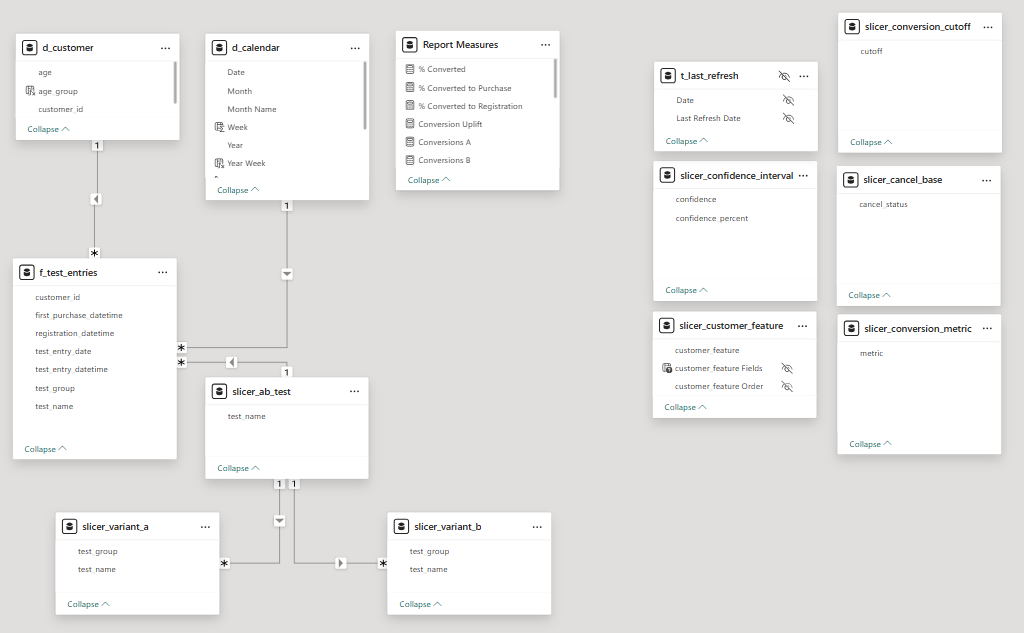 d_customer
age
age_group
customer_id
Collapse
d_calendar
Date
Month
Month Name
Week
Year
Year Week
Collapse
Report Measures
% Converted
% Converted to Purchase
% Converted to Registration
Conversion Uplift
Conversions A
Conversions B
Collapse
t_last_refresh
Date
Last Refresh Date
Collapse
slicer_conversion_cutoff
cutoff
Collapse
slicer_confidence_interval
confidence
confidence_percent
Collapse
slicer_cancel_base
cancel_status
Collapse
1
*
1
f_test_entries
customer_id
first_purchase_datetime
registration_datetime
test_entry_date
test_entry_datetime
test_group
test_name
Collapse
*
*
1
slicer_ab_test
test_name
Collapse
1 1
slicer_customer_feature
customer_feature
customer_feature Fields
customer_feature Order
Collapse
slicer_conversion_metric
metric
Collapse
slicer_variant_a
test_group
test_name
Collapse
*
*
slicer_variant_b
test_group
test_name
Collapse